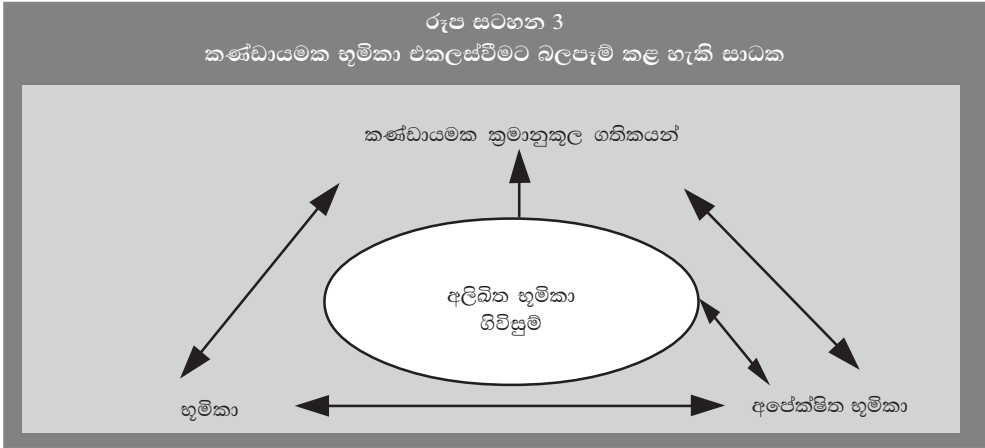 රූප සටහන 3
කණ්ඩායමක භූමිකා එකලස්වීමට බලපෑම් කළ හැකි සාධක
කණ්ඩායමක ක්‍රමානුකූල ගතිකයන්
අලිඛිත භූමිකා
ගිවිසුම්
භූමිකා
අපේක්ෂිත භූමිකා